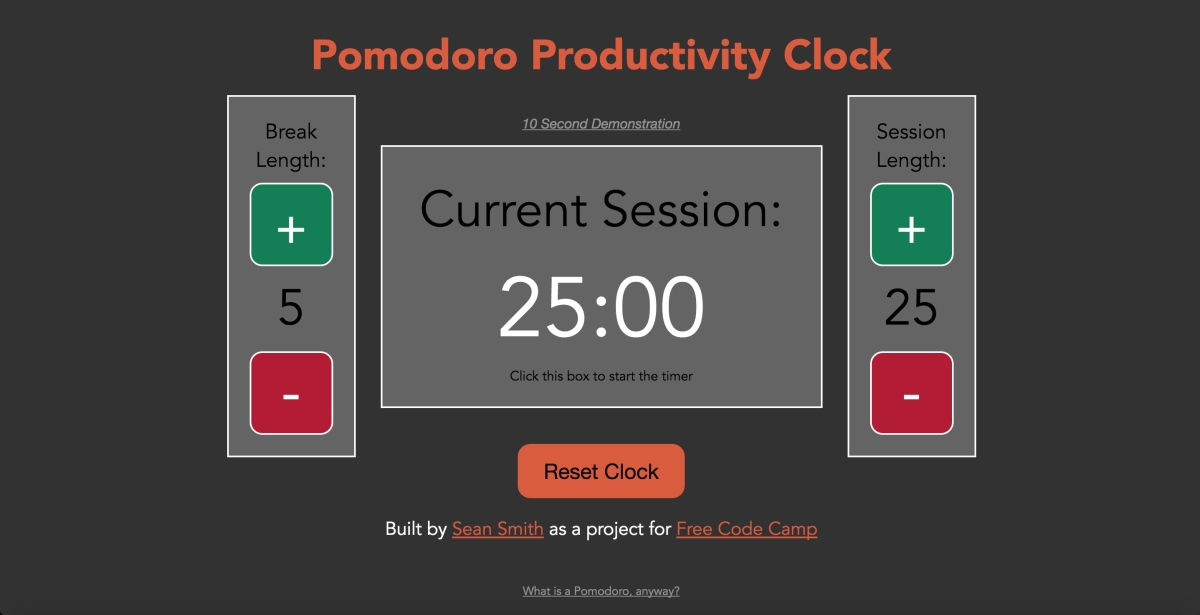 Pomodoro Productivity Clock
Break
Length:
+
5
-
10 Second Demonstration
Current Session:
25:00
Click this box to start the timer
Session
Length:
+
25
-
Reset Clock
Built by Sean Smith as a project for Free Code Camp
What is a Pomodoro, anyway?